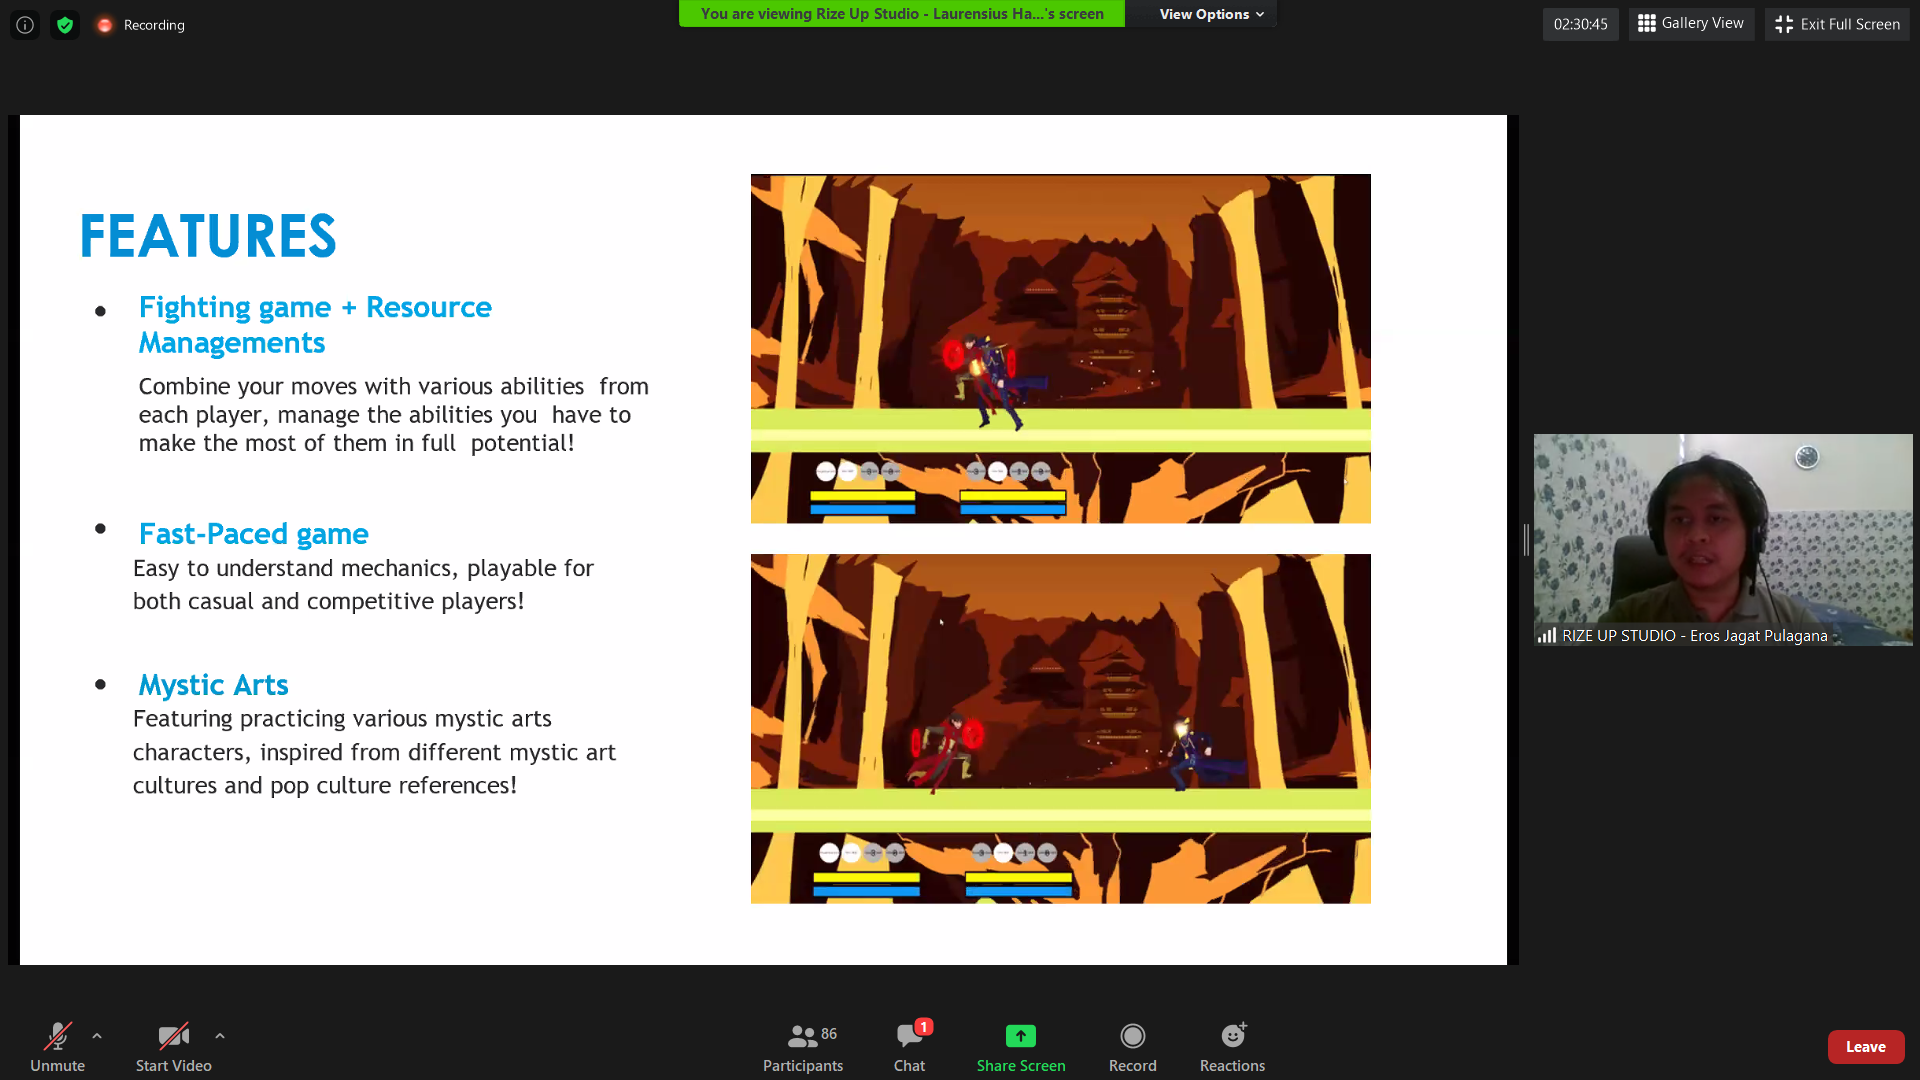 Recording
You are viewing Rize Up Studio - Laurensius Ha...'s screen
View Options
02:30:45
Gallery View
Exit Full Screen
FEATURES
Fighting game + Resource
Managements
Combine your moves with various abilities from
each player, manage the abilities you have to
make the most of them in full potential!
Fast-Paced game
Easy to understand mechanics, playable for
both casual and competitive players!
Mystic Arts
Featuring practicing various mystic arts
characters, inspired from different mystic art
cultures and pop culture references!
RIZE UP STUDIO - Eros Jagat Pulagana
Unmute
Start Video
86
Participants
1
Chat
Share Screen
Record
Reactions
Leave